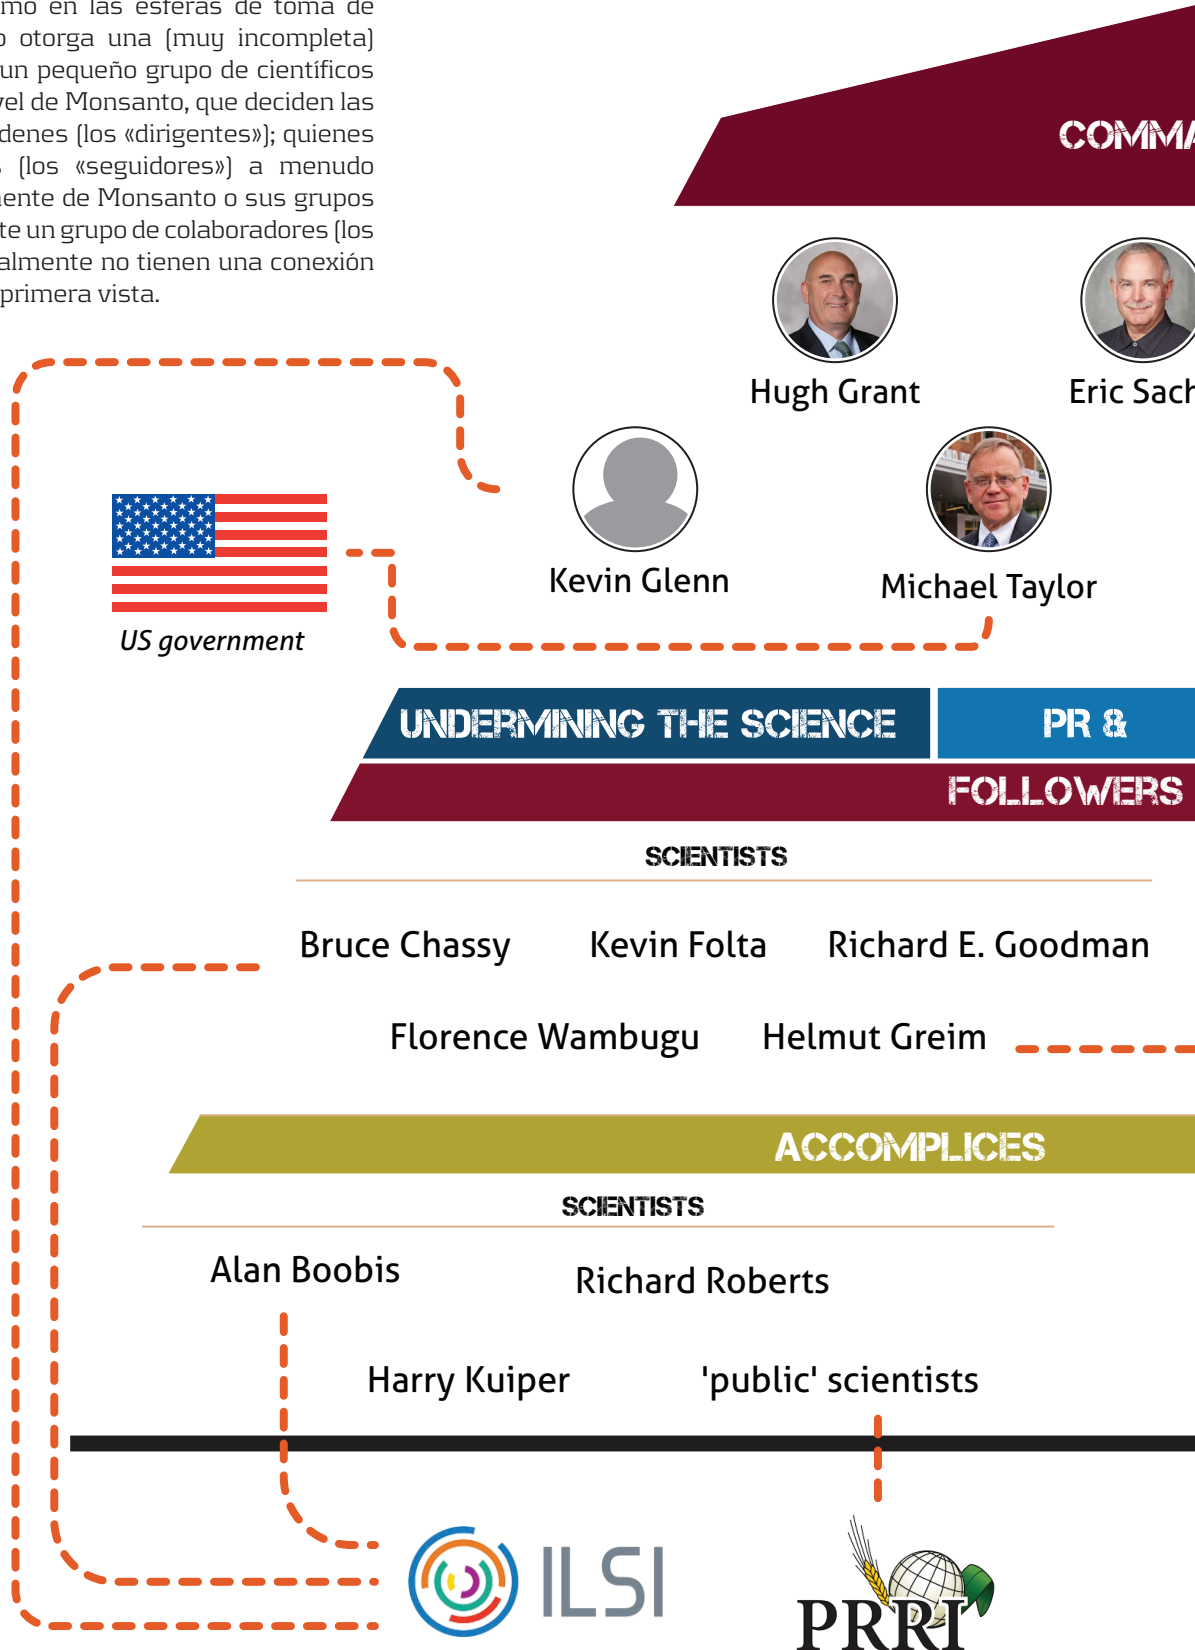 mo en las esferas de toma de
o otorga una (muy incompleta)
un pequeño grupo de científicos
vel de Monsanto, que deciden las
denes (los «dirigentes»); quienes
s (los «seguidores») a menudo
mente de Monsanto o sus grupos
te un grupo de colaboradores (los
almente no tienen una conexión
primera vista.
COMMA
Hugh Grant
Eric Sach
Kevin Glenn
Michael Taylor
US government
UNDERMINING THE SCIENCE
PR &
FOLLOWERS
SCIENTISTS
Bruce Chassy
Kevin Folta
Richard E. Goodman
Florence Wambugu
Helmut Greim
ACCOMPLICES
SCIENTISTS
Alan Boobis
Richard Roberts
Harry Kuiper
'public' scientists
ILSI
PRRI